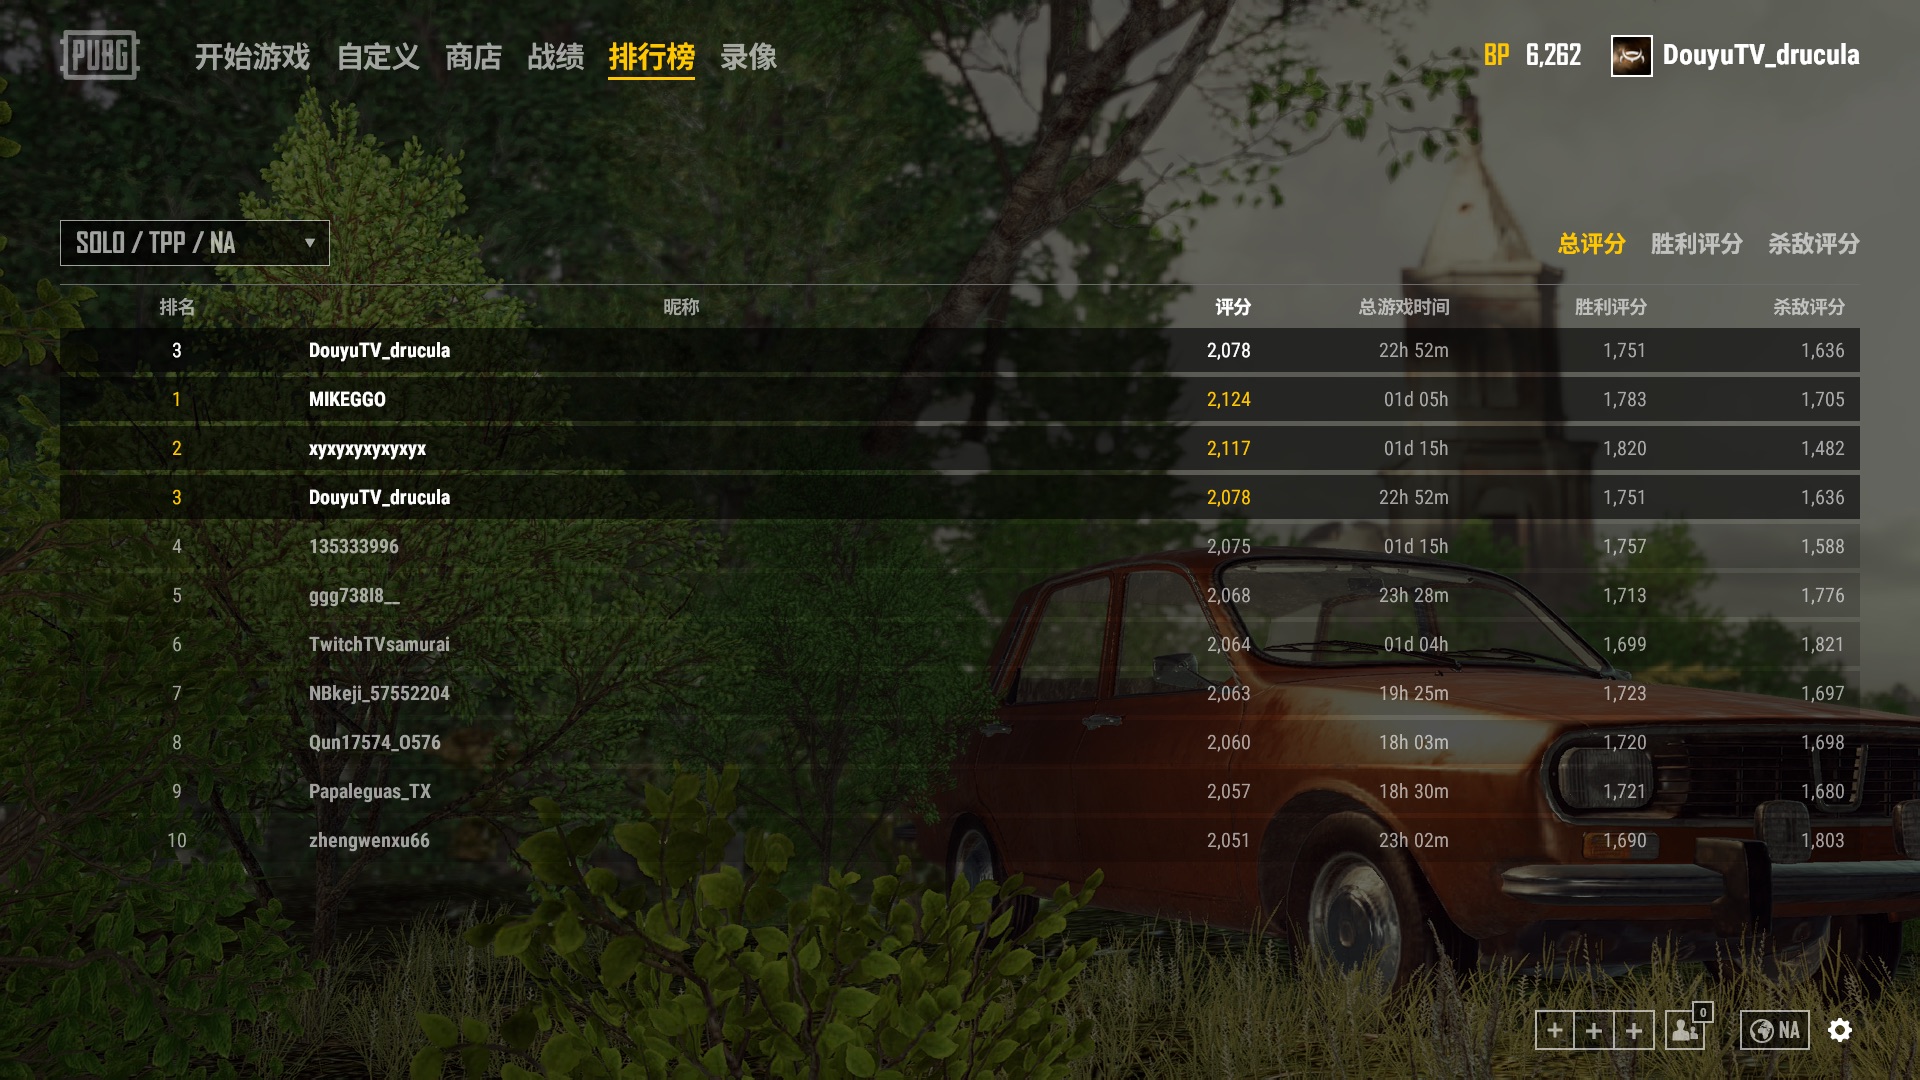 PUBG 开始游戏 自定义 商店 战绩 排行榜 录像 BP 6,262 DouyuTV_drucula
SOLO / TPP / NA 总评分 胜利评分 杀敌评分
排名 昵称 评分 总游戏时间 胜利评分 杀敌评分
3 DouyuTV_drucula 2,078 22h 52m 1,751 1,636
1 MIKEGGO 2,124 01d 05h 1,783 1,705
2 xyxyxyxyxyxyx 2,117 01d 15h 1,820 1,482
3 DouyuTV_drucula 2,078 22h 52m 1,751 1,636
4 135333996 2,075 01d 15h 1,757 1,588
5 ggg738l8__ 2,068 23h 28m 1,713 1,776
6 TwitchTVsamurai 2,064 01d 04h 1,699 1,821
7 NBkeji_57552204 2,063 19h 25m 1,723 1,697
8 Qun17574_O576 2,060 18h 03m 1,720 1,698
9 Papaleguas_TX 2,057 18h 30m 1,721 1,680
10 zhengwenxu66 2,051 23h 02m 1,690 1,803
+ + + 0 NA